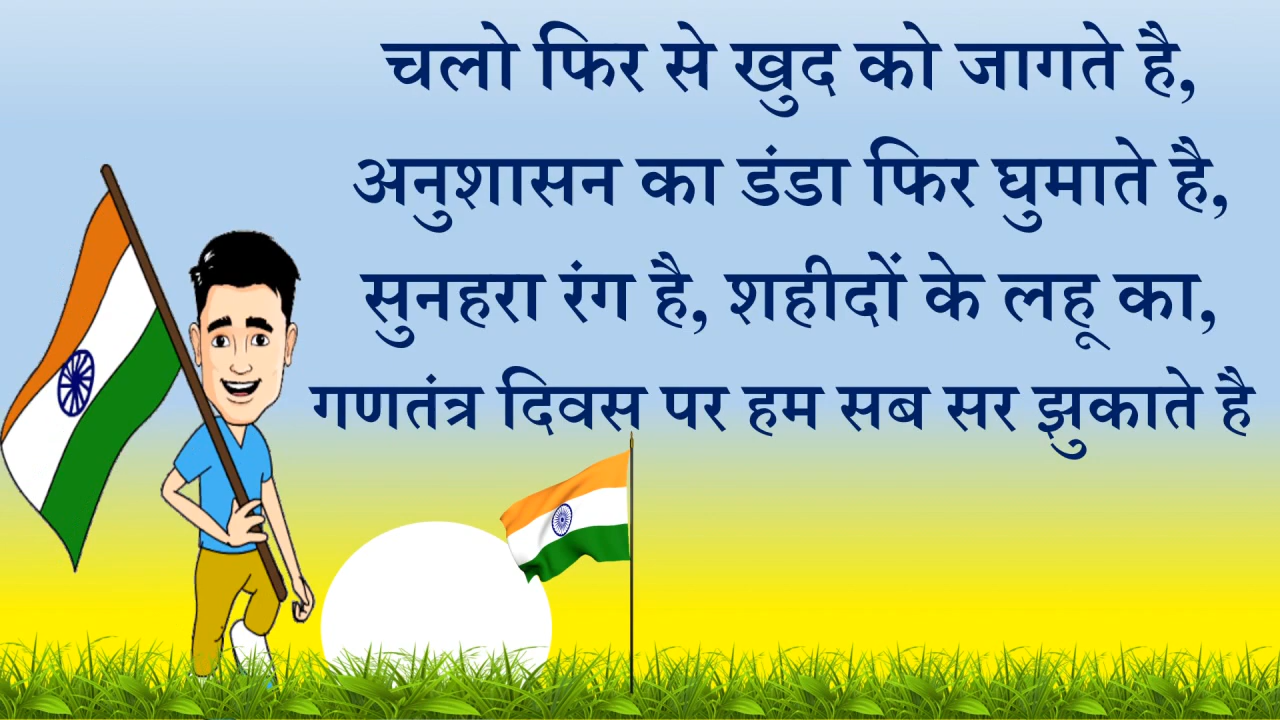 चलो फिर से खुद को जागते है,
अनुशासन का डंडा फिर घुमाते है,
सुनहरा रंग है, शहीदों के लहू का,
गणतंत्र दिवस पर हम सब सर झुकाते है